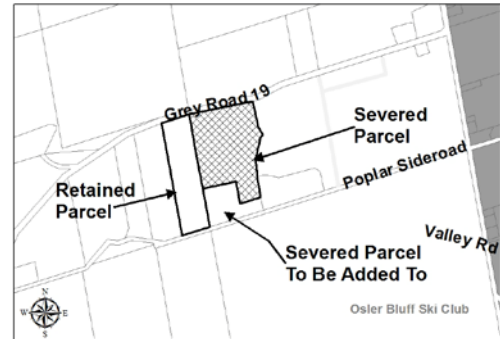 Grey Road 19
Severed
Parcel
Poplar Sideroad
Retained
Parcel
Valley Rd
Severed Parcel
To Be Added To
Osler Bluff Ski Club
N
W
E
S